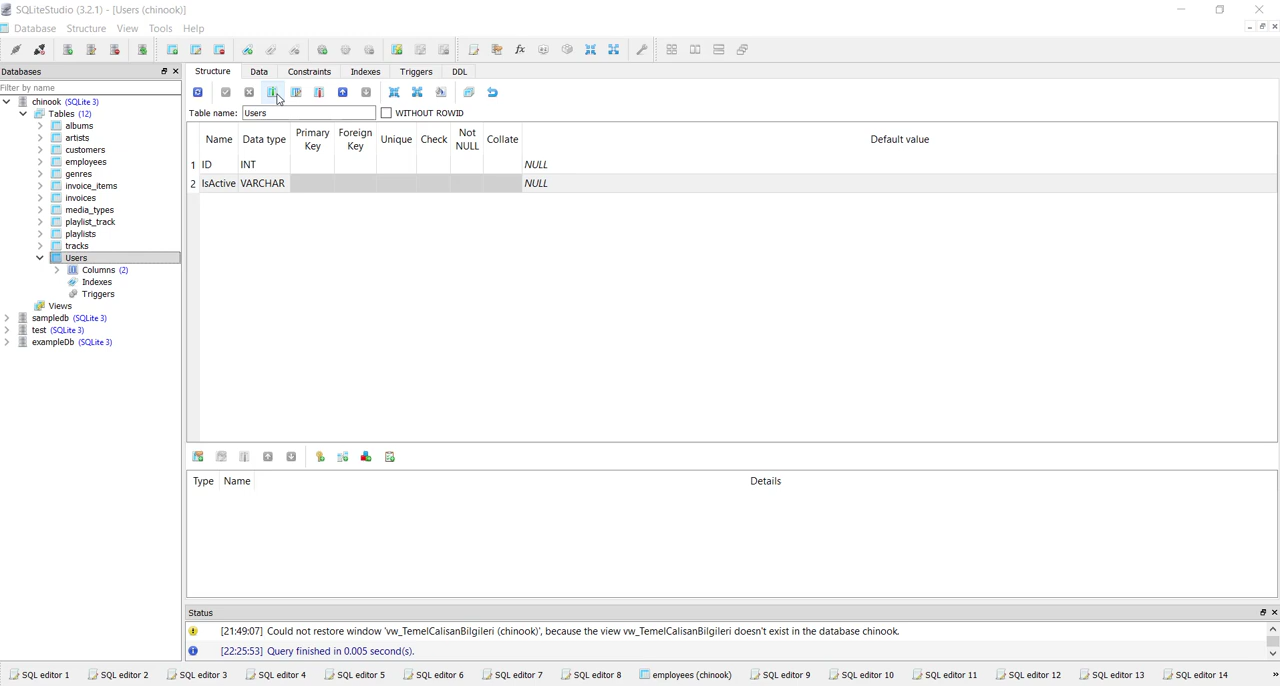 SQLiteStudio (3.2.1) - [Users (chinook)]
Database Structure View Tools Help
Databases
Filter by name
chinook (SQLite 3)
Tables (12)
albums
artists
customers
employees
genres
invoice_items
invoices
media_types
playlist_track
playlists
tracks
Users
Columns (2)
Indexes
Triggers
Views
sampledb (SQLite 3)
test (SQLite 3)
exampleDb (SQLite 3)
Structure Data Constraints Indexes Triggers DDL
Table name: Users WITHOUT ROWID
Name Data type Primary Key Foreign Key Unique Check Not NULL Collate Default value
1 ID INT NULL
2 IsActive VARCHAR NULL
Type Name Details
Status
[21:49:07] Could not restore window 'vw_TemelCalisanBilgileri (chinook)', because the view vw_TemelCalisanBilgileri doesn't exist in the database chinook.
[22:25:53] Query finished in 0.005 second(s).
SQL editor 1 SQL editor 2 SQL editor 3 SQL editor 4 SQL editor 5 SQL editor 6 SQL editor 7 SQL editor 8 employees (chinook) SQL editor 9 SQL editor 10 SQL editor 11 SQL editor 12 SQL editor 13 SQL editor 14